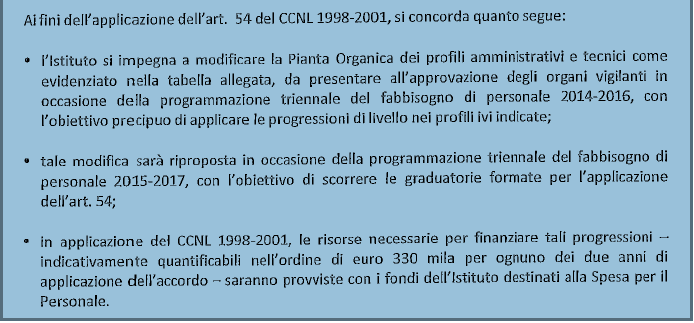 Ai fini dell'applicazione dell'art. 54 del CCNL 1998-2001, si concorda quanto segue:
• l'Istituto si impegna a modificare la Pianta Organica dei profili amministrativi e tecnici come
evidenziato nella tabella allegata, da presentare all'approvazione degli organi vigilanti in
occasione della programmazione triennale del fabbisogno di personale 2014-2016, con
l'obiettivo precipuo di applicare le progressioni di livello nei profili ivi indicate;
• tale modifica sarà riproposta in occasione della programmazione triennale del fabbisogno di
personale 2015-2017, con l'obiettivo di scorrere le graduatorie formate per l'applicazione
dell'art. 54;
• in applicazione del CCNL 1998-2001, le risorse necessarie per finanziare tali progressioni –
indicativamente quantificabili nell'ordine di euro 330 mila per ognuno dei due anni di
applicazione dell'accordo – saranno provviste con i fondi dell'Istituto destinati alla Spesa per il
Personale.